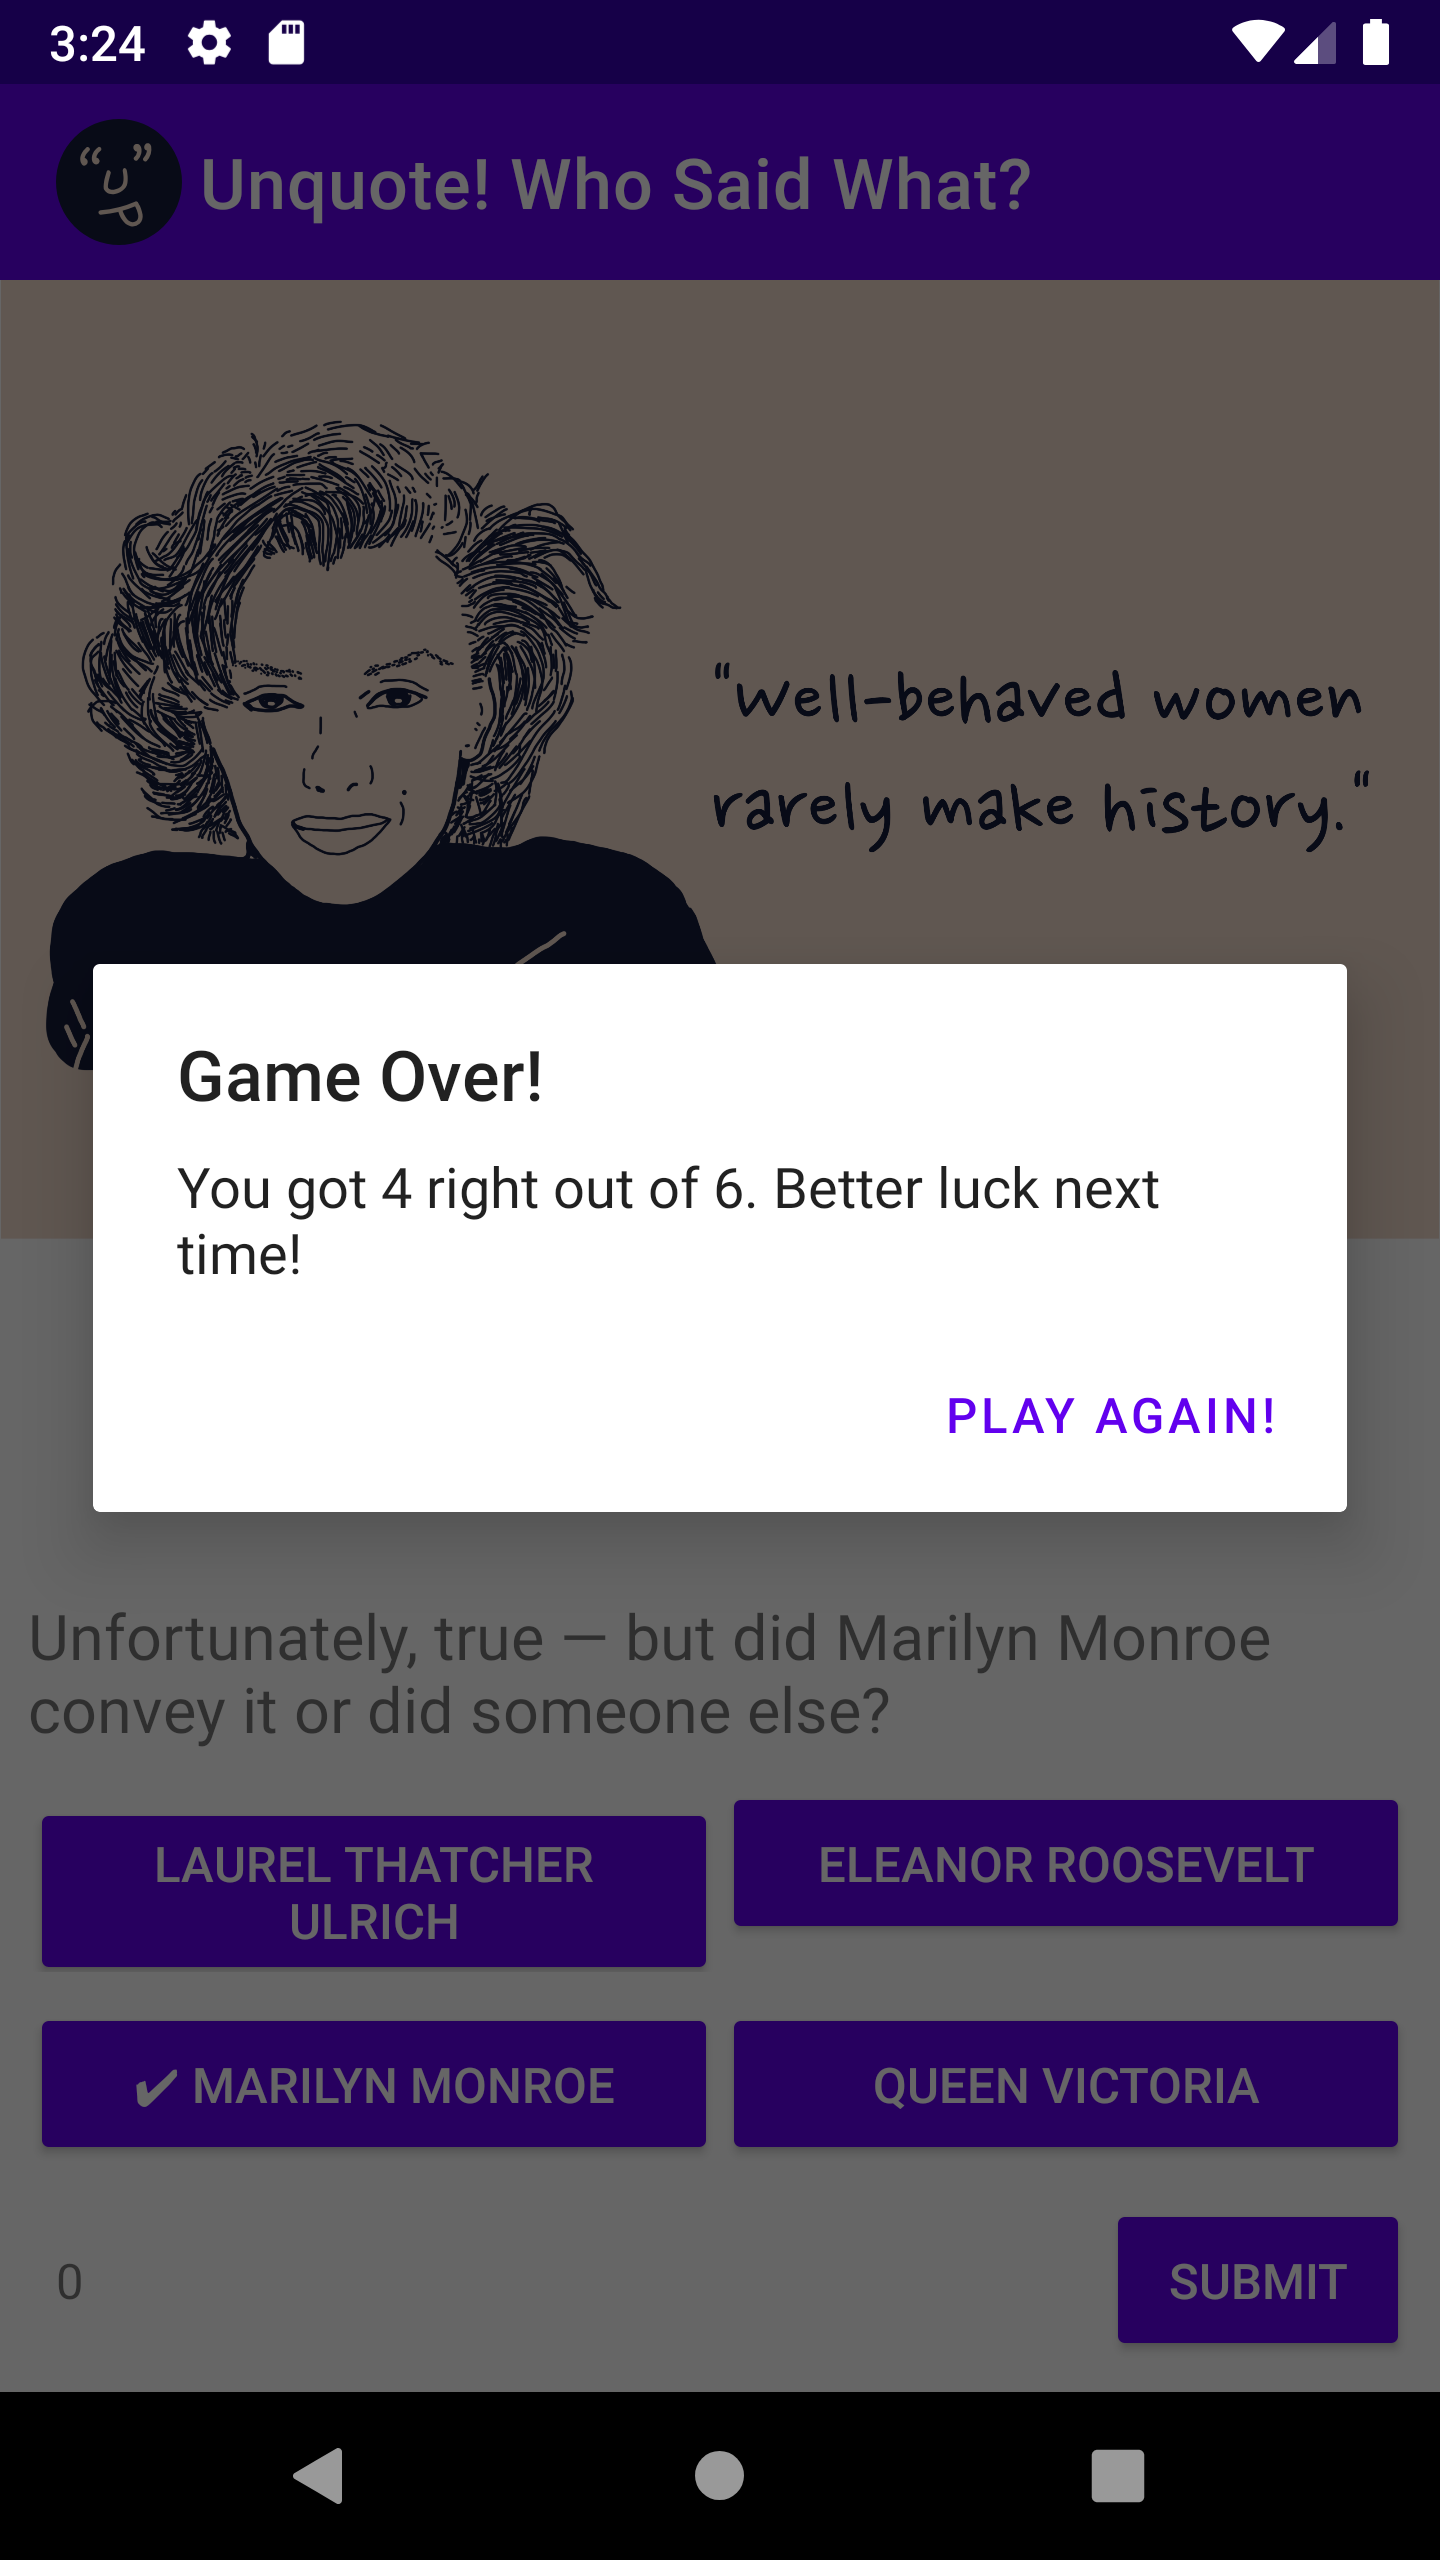 3:24
Unquote! Who Said What?
"well-behaved women
rarely make history."
Game Over!
You got 4 right out of 6. Better luck next
time!
PLAY AGAIN!
Unfortunately, true — but did Marilyn Monroe
convey it or did someone else?
LAUREL THATCHER
ULRICH
ELEANOR ROOSEVELT
✔ MARILYN MONROE
QUEEN VICTORIA
0
SUBMIT